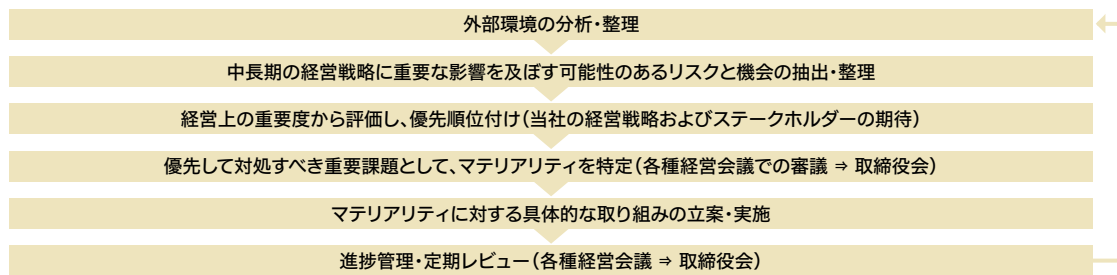 外部環境の分析・整理
中長期の経営戦略に重要な影響を及ぼす可能性のあるリスクと機会の抽出・整理
経営上の重要度から評価し、優先順位付け（当社の経営戦略およびステークホルダーの期待）
優先して対処すべき重要課題として、マテリアリティを特定（各種経営会議での審議 ⇒ 取締役会）
マテリアリティに対する具体的な取り組みの立案・実施
進捗管理・定期レビュー（各種経営会議 ⇒ 取締役会）